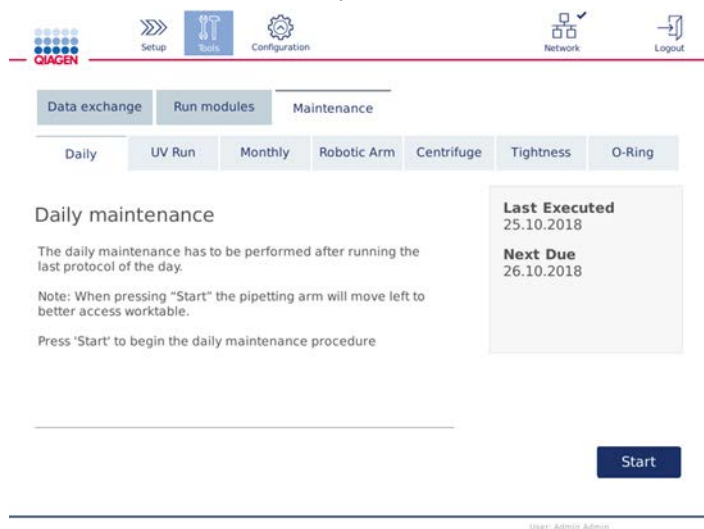 QIAGEN
Setup
Tools
Configuration
Network
Logout
Data exchange
Run modules
Maintenance
Daily
UV Run
Monthly
Robotic Arm
Centrifuge
Tightness
O-Ring
Daily maintenance
The daily maintenance has to be performed after running the
last protocol of the day.
Note: When pressing "Start" the pipetting arm will move left to
better access worktable.
Press 'Start' to begin the daily maintenance procedure
Last Executed
25.10.2018
Next Due
26.10.2018
Start
User: Admin Admin